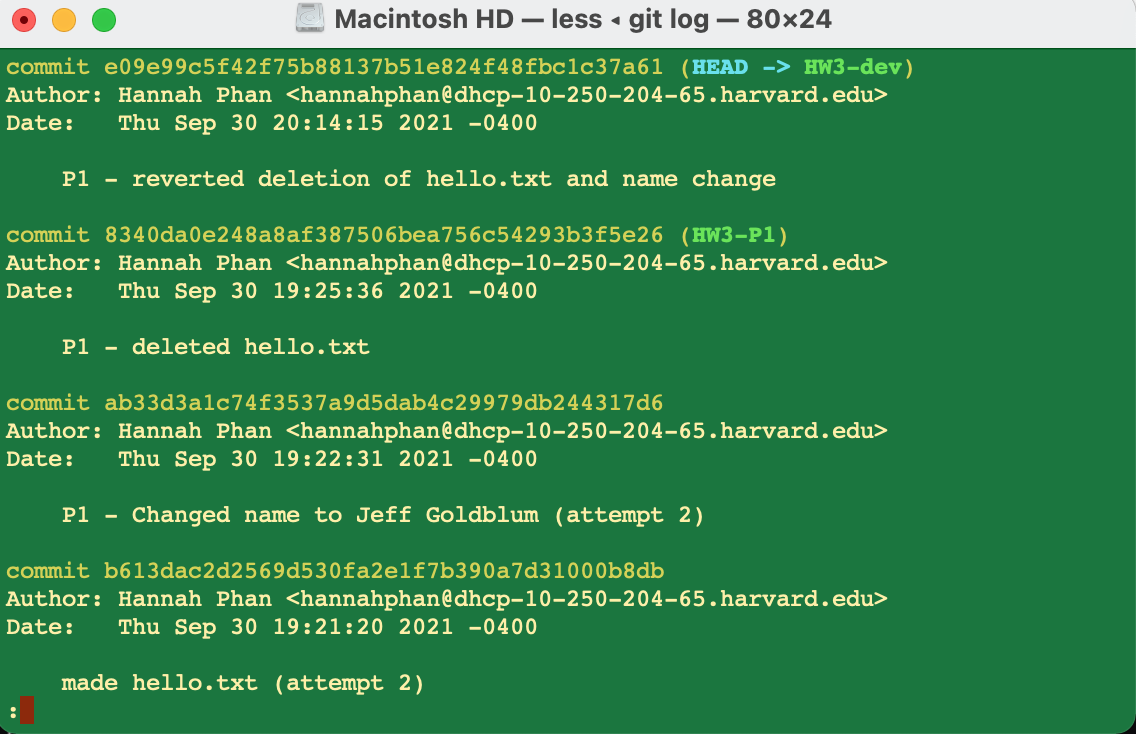 Macintosh HD — less ◂ git log — 80×24
commit e09e99c5f42f75b88137b51e824f48fbc1c37a61 (HEAD -> HW3-dev)
Author: Hannah Phan <hannahphan@dhcp-10-250-204-65.harvard.edu>
Date:   Thu Sep 30 20:14:15 2021 -0400
    P1 - reverted deletion of hello.txt and name change
commit 8340da0e248a8af387506bea756c54293b3f5e26 (HW3-P1)
Author: Hannah Phan <hannahphan@dhcp-10-250-204-65.harvard.edu>
Date:   Thu Sep 30 19:25:36 2021 -0400
    P1 - deleted hello.txt
commit ab33d3a1c74f3537a9d5dab4c29979db244317d6
Author: Hannah Phan <hannahphan@dhcp-10-250-204-65.harvard.edu>
Date:   Thu Sep 30 19:22:31 2021 -0400
    P1 - Changed name to Jeff Goldblum (attempt 2)
commit b613dac2d2569d530fa2e1f7b390a7d31000b8db
Author: Hannah Phan <hannahphan@dhcp-10-250-204-65.harvard.edu>
Date:   Thu Sep 30 19:21:20 2021 -0400
    made hello.txt (attempt 2)
: